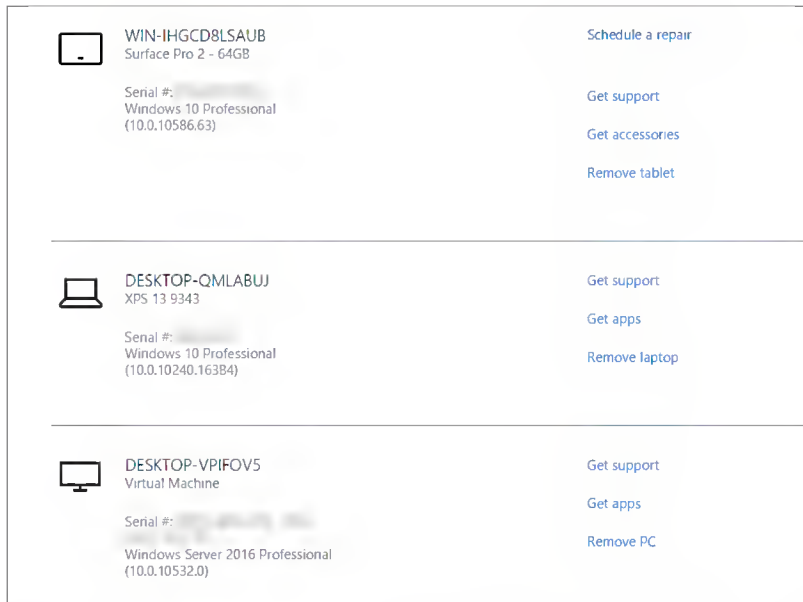 WIN-IHGCD8LSAUB
Surface Pro 2 - 64GB
Serial #:
Windows 10 Professional
(10.0.10586.63)
Schedule a repair
Get support
Get accessories
Remove tablet
DESKTOP-QMLABUJ
XPS 13 9343
Serial #:
Windows 10 Professional
(10.0.10240.16384)
Get support
Get apps
Remove laptop
DESKTOP-VPIFOV5
Virtual Machine
Serial #:
Windows Server 2016 Professional
(10.0.10532.0)
Get support
Get apps
Remove PC